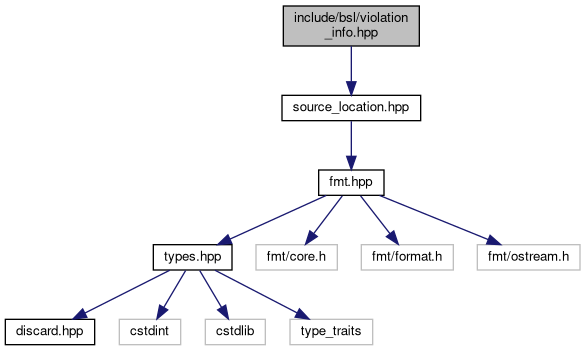 include/bsl/violation
_info.hpp
source_location.hpp
fmt.hpp
types.hpp
fmt/core.h
fmt/format.h
fmt/ostream.h
discard.hpp
cstdint
cstdlib
type_traits